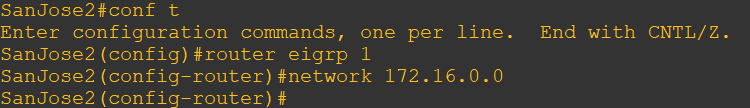 SanJose2#conf t
Enter configuration commands, one per line.  End with CNTL/Z.
SanJose2(config)#router eigrp 1
SanJose2(config-router)#network 172.16.0.0
SanJose2(config-router)#